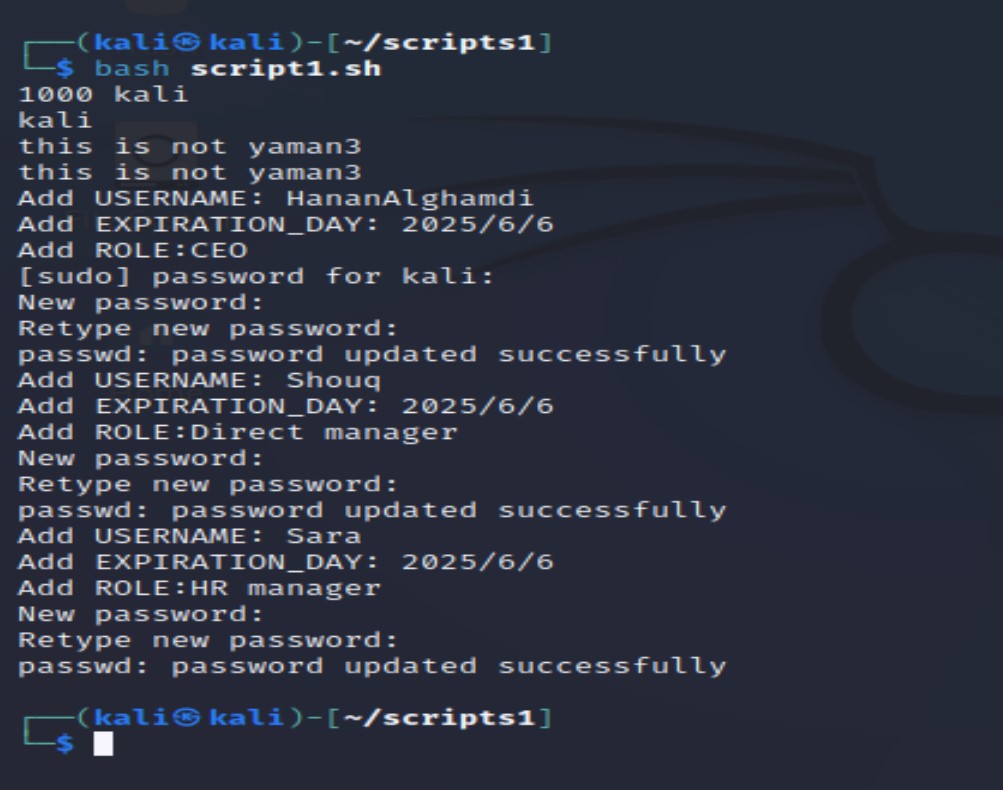 ┌──(kali㉿kali)-[~/scripts1]
└─$ bash script1.sh
1000 kali
kali
this is not yaman3
this is not yaman3
Add USERNAME: HananAlghamdi
Add EXPIRATION_DAY: 2025/6/6
Add ROLE:CEO
[sudo] password for kali:
New password:
Retype new password:
passwd: password updated successfully
Add USERNAME: Shouq
Add EXPIRATION_DAY: 2025/6/6
Add ROLE:Direct manager
New password:
Retype new password:
passwd: password updated successfully
Add USERNAME: Sara
Add EXPIRATION_DAY: 2025/6/6
Add ROLE:HR manager
New password:
Retype new password:
passwd: password updated successfully
┌──(kali㉿kali)-[~/scripts1]
└─$